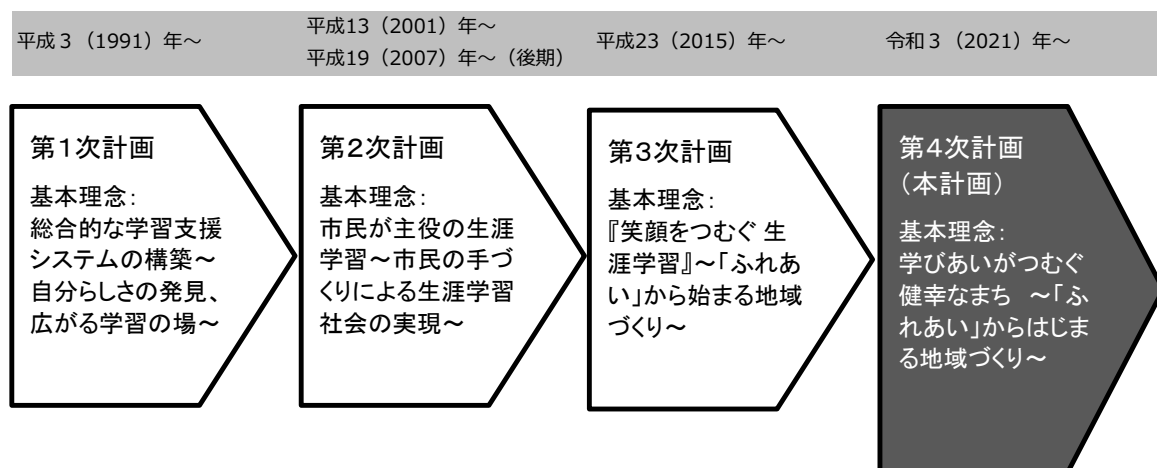 平成３（1991）年～
平成13（2001）年～
平成19（2007）年～（後期）
平成23（2015）年～
令和３（2021）年～
第１次計画
基本理念：
総合的な学習支援
システムの構築～
自分らしさの発見、
広がる学習の場～
第２次計画
基本理念：
市民が主役の生涯
学習～市民の手づ
くりによる生涯学習
社会の実現～
第３次計画
基本理念：
『笑顔をつむぐ 生
涯学習』～「ふれあ
い」から始まる地域
づくり～
第４次計画
（本計画）
基本理念：
学びあいがつむぐ
健幸なまち　～「ふ
れあい」からはじま
る地域づくり～